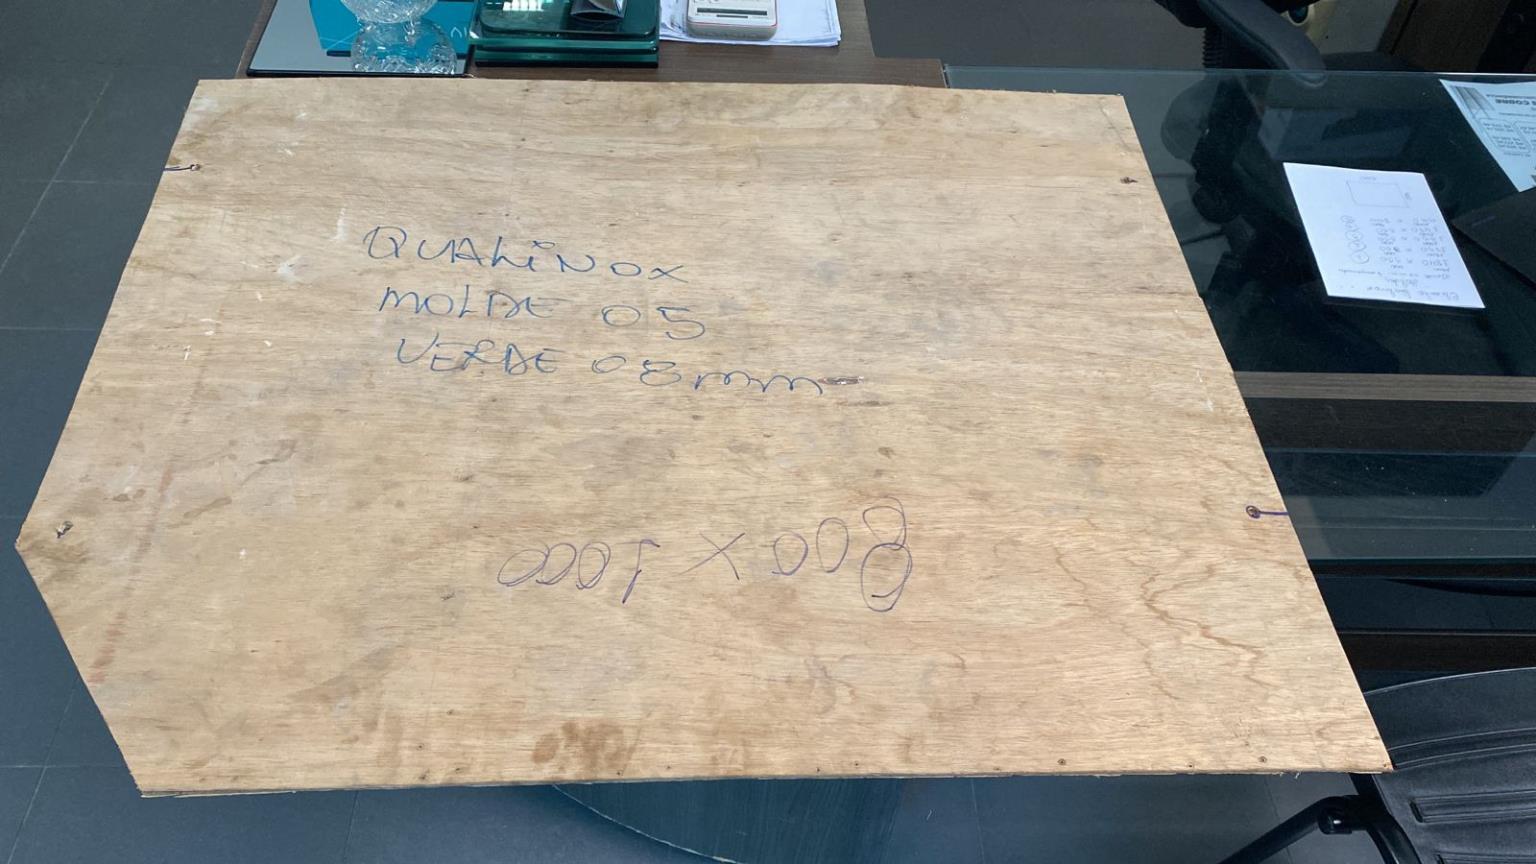 QUALiNOX
MOLDE 05
VERDE 08mm
800 X 1000